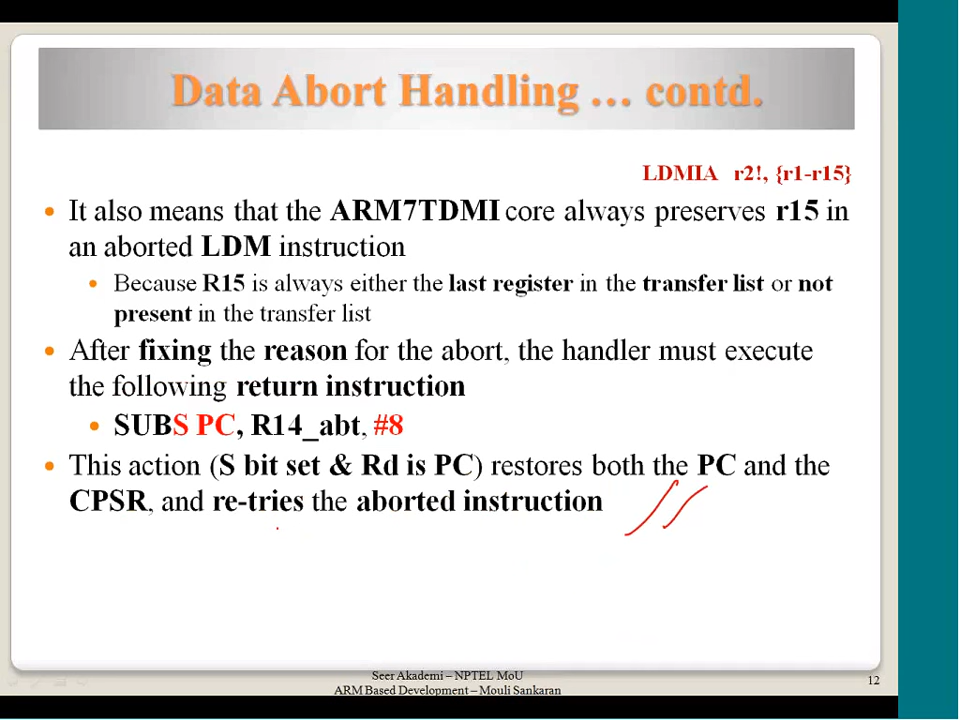 Data Abort Handling … contd.
LDMIA r2!, {r1-r15}
• It also means that the ARM7TDMI core always preserves r15 in
an aborted LDM instruction
• Because R15 is always either the last register in the transfer list or not
present in the transfer list
• After fixing the reason for the abort, the handler must execute
the following return instruction
• SUBS PC, R14_abt, #8
• This action (S bit set & Rd is PC) restores both the PC and the
CPSR, and re-tries the aborted instruction
Seer Akademi – NPTEL MoU
ARM Based Development – Mouli Sankaran
12